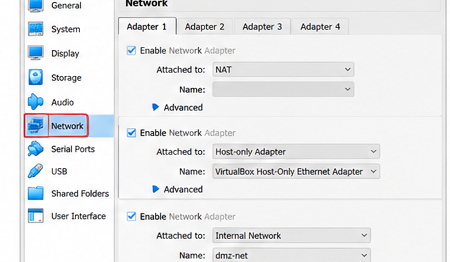 General
System
Display
Storage
Audio
Network
Serial Ports
USB
Shared Folders
User Interface
Network
Adapter 1 Adapter 2 Adapter 3 Adapter 4
Enable Network Adapter
Attached to: NAT
Name:
Advanced
Enable Network Adapter
Attached to: Host-only Adapter
Name: VirtualBox Host-Only Ethernet Adapter
Advanced
Enable Network Adapter
Attached to: Internal Network
Name: dmz-net